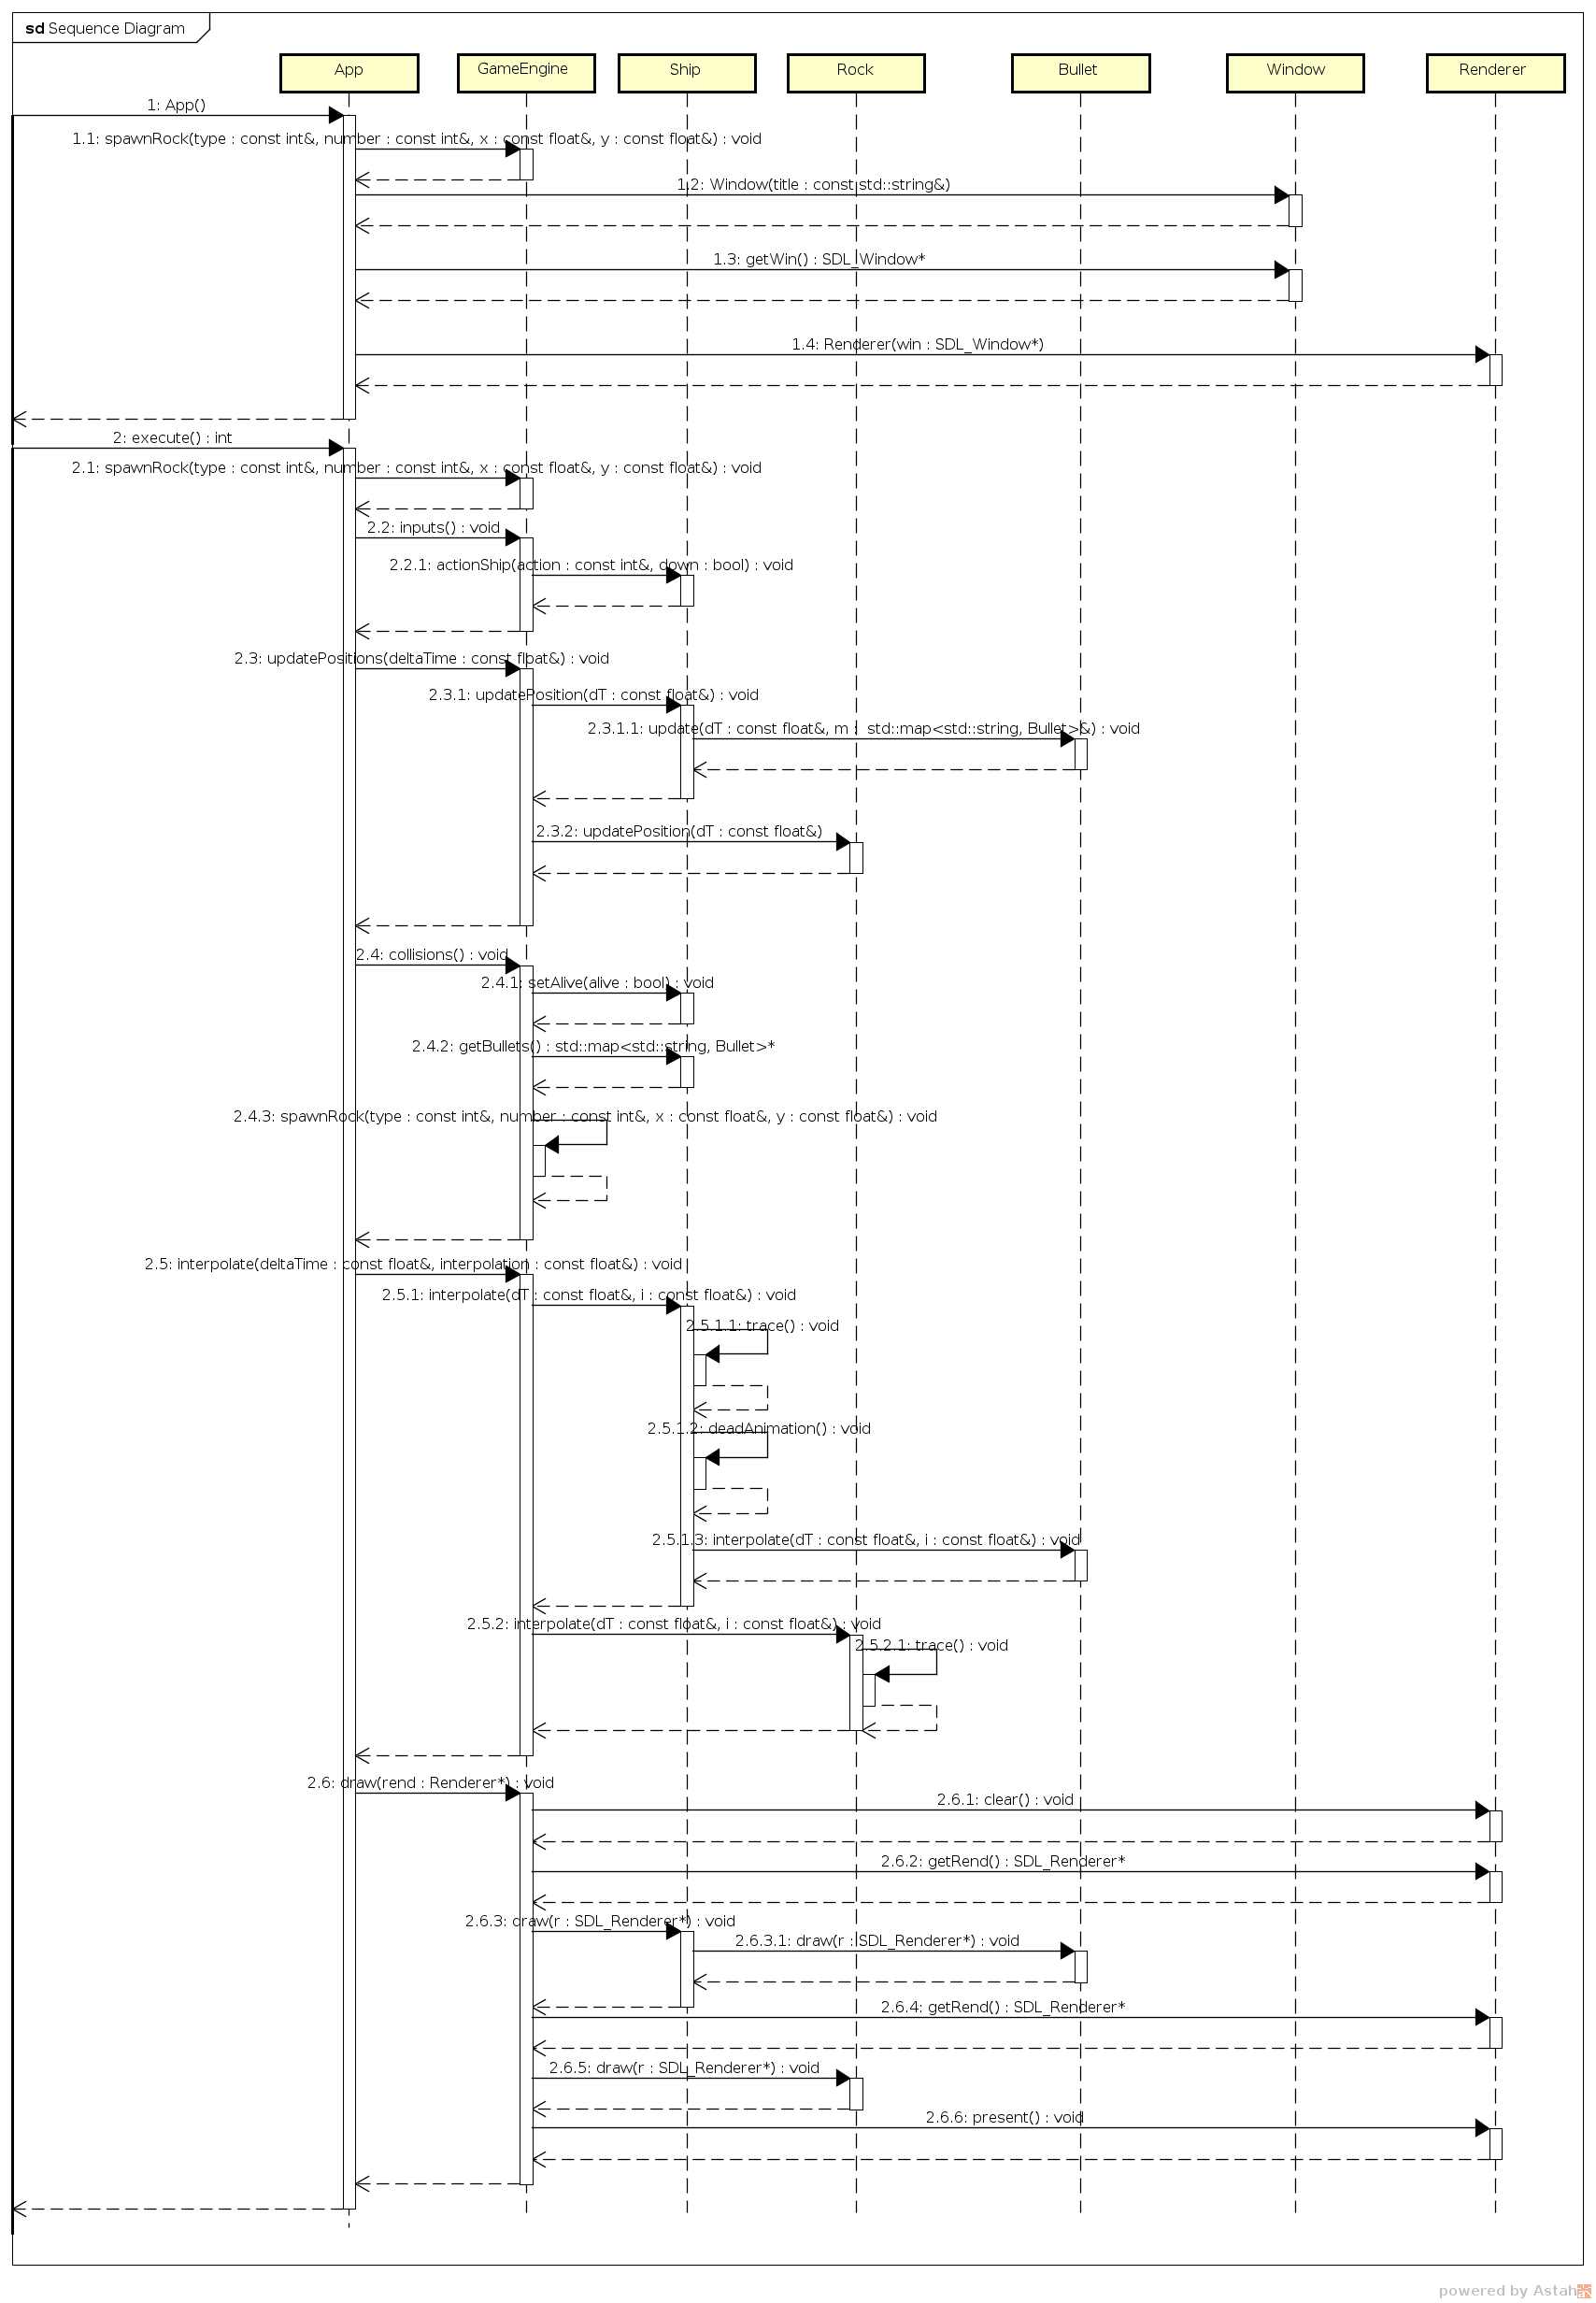 sd Sequence Diagram
App
GameEngine
Ship
Rock
Bullet
Window
Renderer
1: App()
1.1: spawnRock(type : const int&, number : const int&, x : const float&, y : const float&) : void
1.2: Window(title : const std::string&)
1.3: getWin() : SDL_Window*
1.4: Renderer(win : SDL_Window*)
2: execute() : int
2.1: spawnRock(type : const int&, number : const int&, x : const float&, y : const float&) : void
2.2: inputs() : void
2.2.1: actionShip(action : const int&, down : bool) : void
2.3: updatePositions(deltaTime : const float&) : void
2.3.1: updatePosition(dT : const float&) : void
2.3.1.1: update(dT : const float&, m : std::map<std::string, Bullet>&) : void
2.3.2: updatePosition(dT : const float&)
2.4: collisions() : void
2.4.1: setAlive(alive : bool) : void
2.4.2: getBullets() : std::map<std::string, Bullet>*
2.4.3: spawnRock(type : const int&, number : const int&, x : const float&, y : const float&) : void
2.5: interpolate(deltaTime : const float&, interpolation : const float&) : void
2.5.1: interpolate(dT : const float&, i : const float&) : void
2.5.1.1: trace() : void
2.5.1.2: deadAnimation() : void
2.5.1.3: interpolate(dT : const float&, i : const float&) : void
2.5.2: interpolate(dT : const float&, i : const float&) : void
2.5.2.1: trace() : void
2.6: draw(rend : Renderer*) : void
2.6.1: clear() : void
2.6.2: getRend() : SDL_Renderer*
2.6.3: draw(r : SDL_Renderer*) : void
2.6.3.1: draw(r : SDL_Renderer*) : void
2.6.4: getRend() : SDL_Renderer*
2.6.5: draw(r : SDL_Renderer*) : void
2.6.6: present() : void
powered by Astah